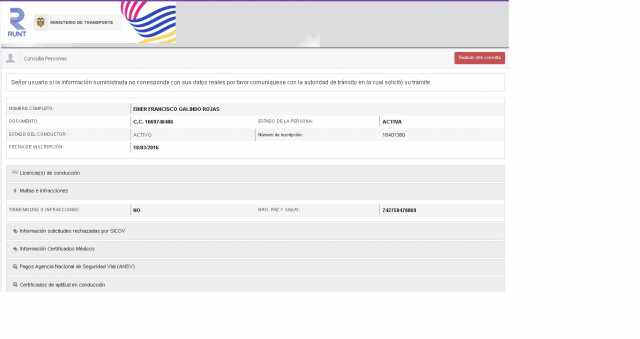 RUNT
MINISTERIO DE TRANSPORTE
Consulta Personas
Realizar otra consulta
Señor usuario si la información suministrada no corresponde con sus datos reales por favor comuníquese con la autoridad de tránsito en la cual solicitó su trámite.
NOMBRE COMPLETO: EIMER FRANCISCO GALINDO ROJAS
DOCUMENTO: C.C. ESTADO DE LA PERSONA: ACTIVA
ESTADO DEL CONDUCTOR: ACTIVO Número de inscripción: 16401380
FECHA DE INSCRIPCIÓN: 18/03/2016
Licencia(s) de conducción
Multas e infracciones
TIENE MULTAS O INFRACCIONES: NO NRO. PAZ Y SALVO: 742758470069
Información solicitudes rechazadas por SICOV
Información Certificados Médicos
Pagos Agencia Nacional de Seguridad Vial (ANSV)
Certificados de aptitud en conducción